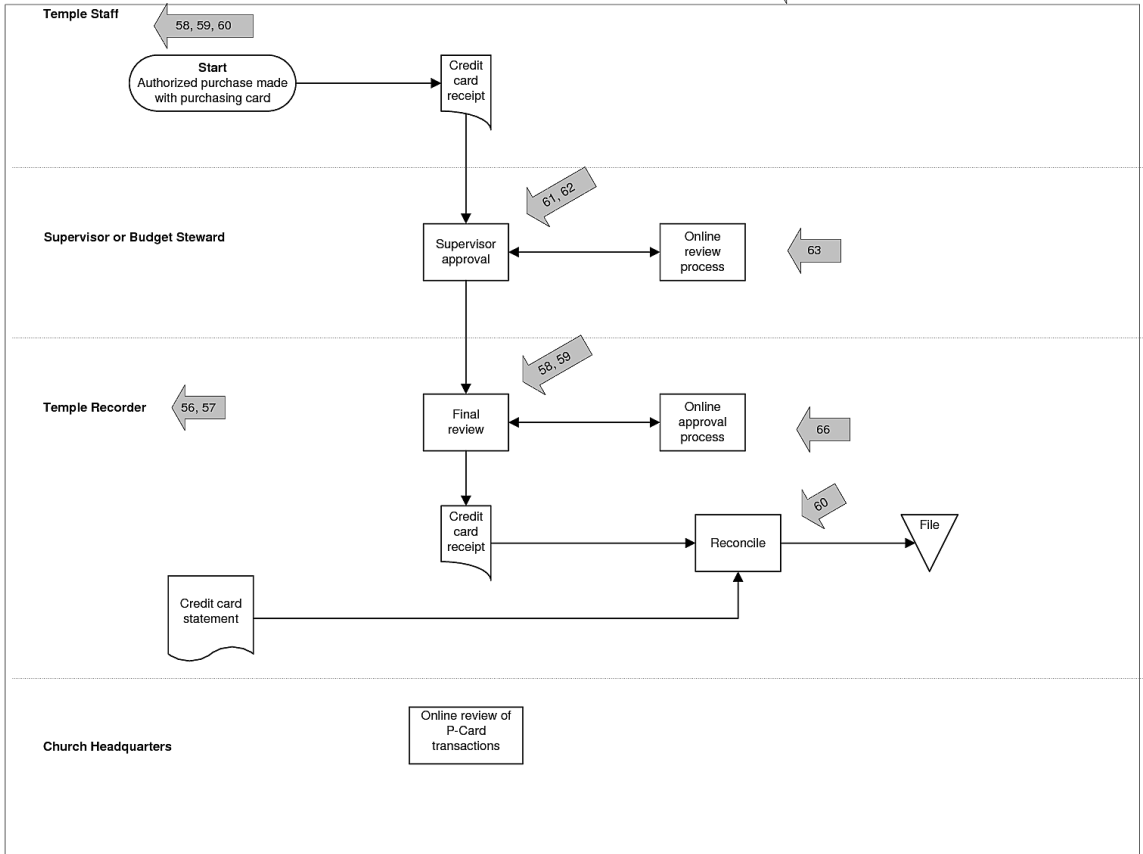 Temple Staff
58, 59, 60
Start
Authorized purchase made
with purchasing card
Credit
card
receipt
61, 62
Supervisor or Budget Steward
Supervisor
approval
Online
review
process
63
58, 59
Temple Recorder
56, 57
Final
review
Online
approval
process
66
60
Credit
card
receipt
Reconcile
File
Credit card
statement
Church Headquarters
Online review of
P-Card
transactions